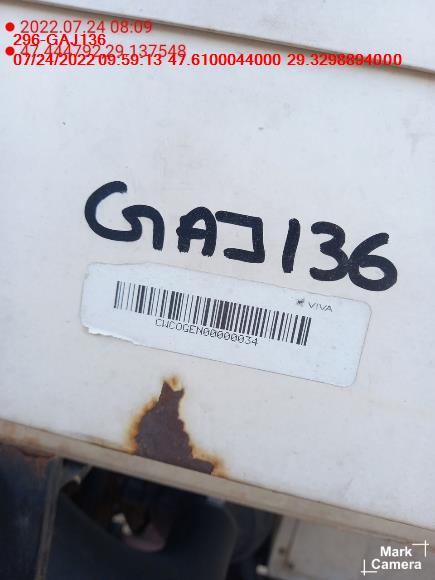 2022.07.24 08:09
296-GAJ136
47.444792,29.137548
07/24/2022 09:59:13 47.6100044000 29.3298894000
GAJ136
VIVA
CWCOGEN00000034
Mark
Camera